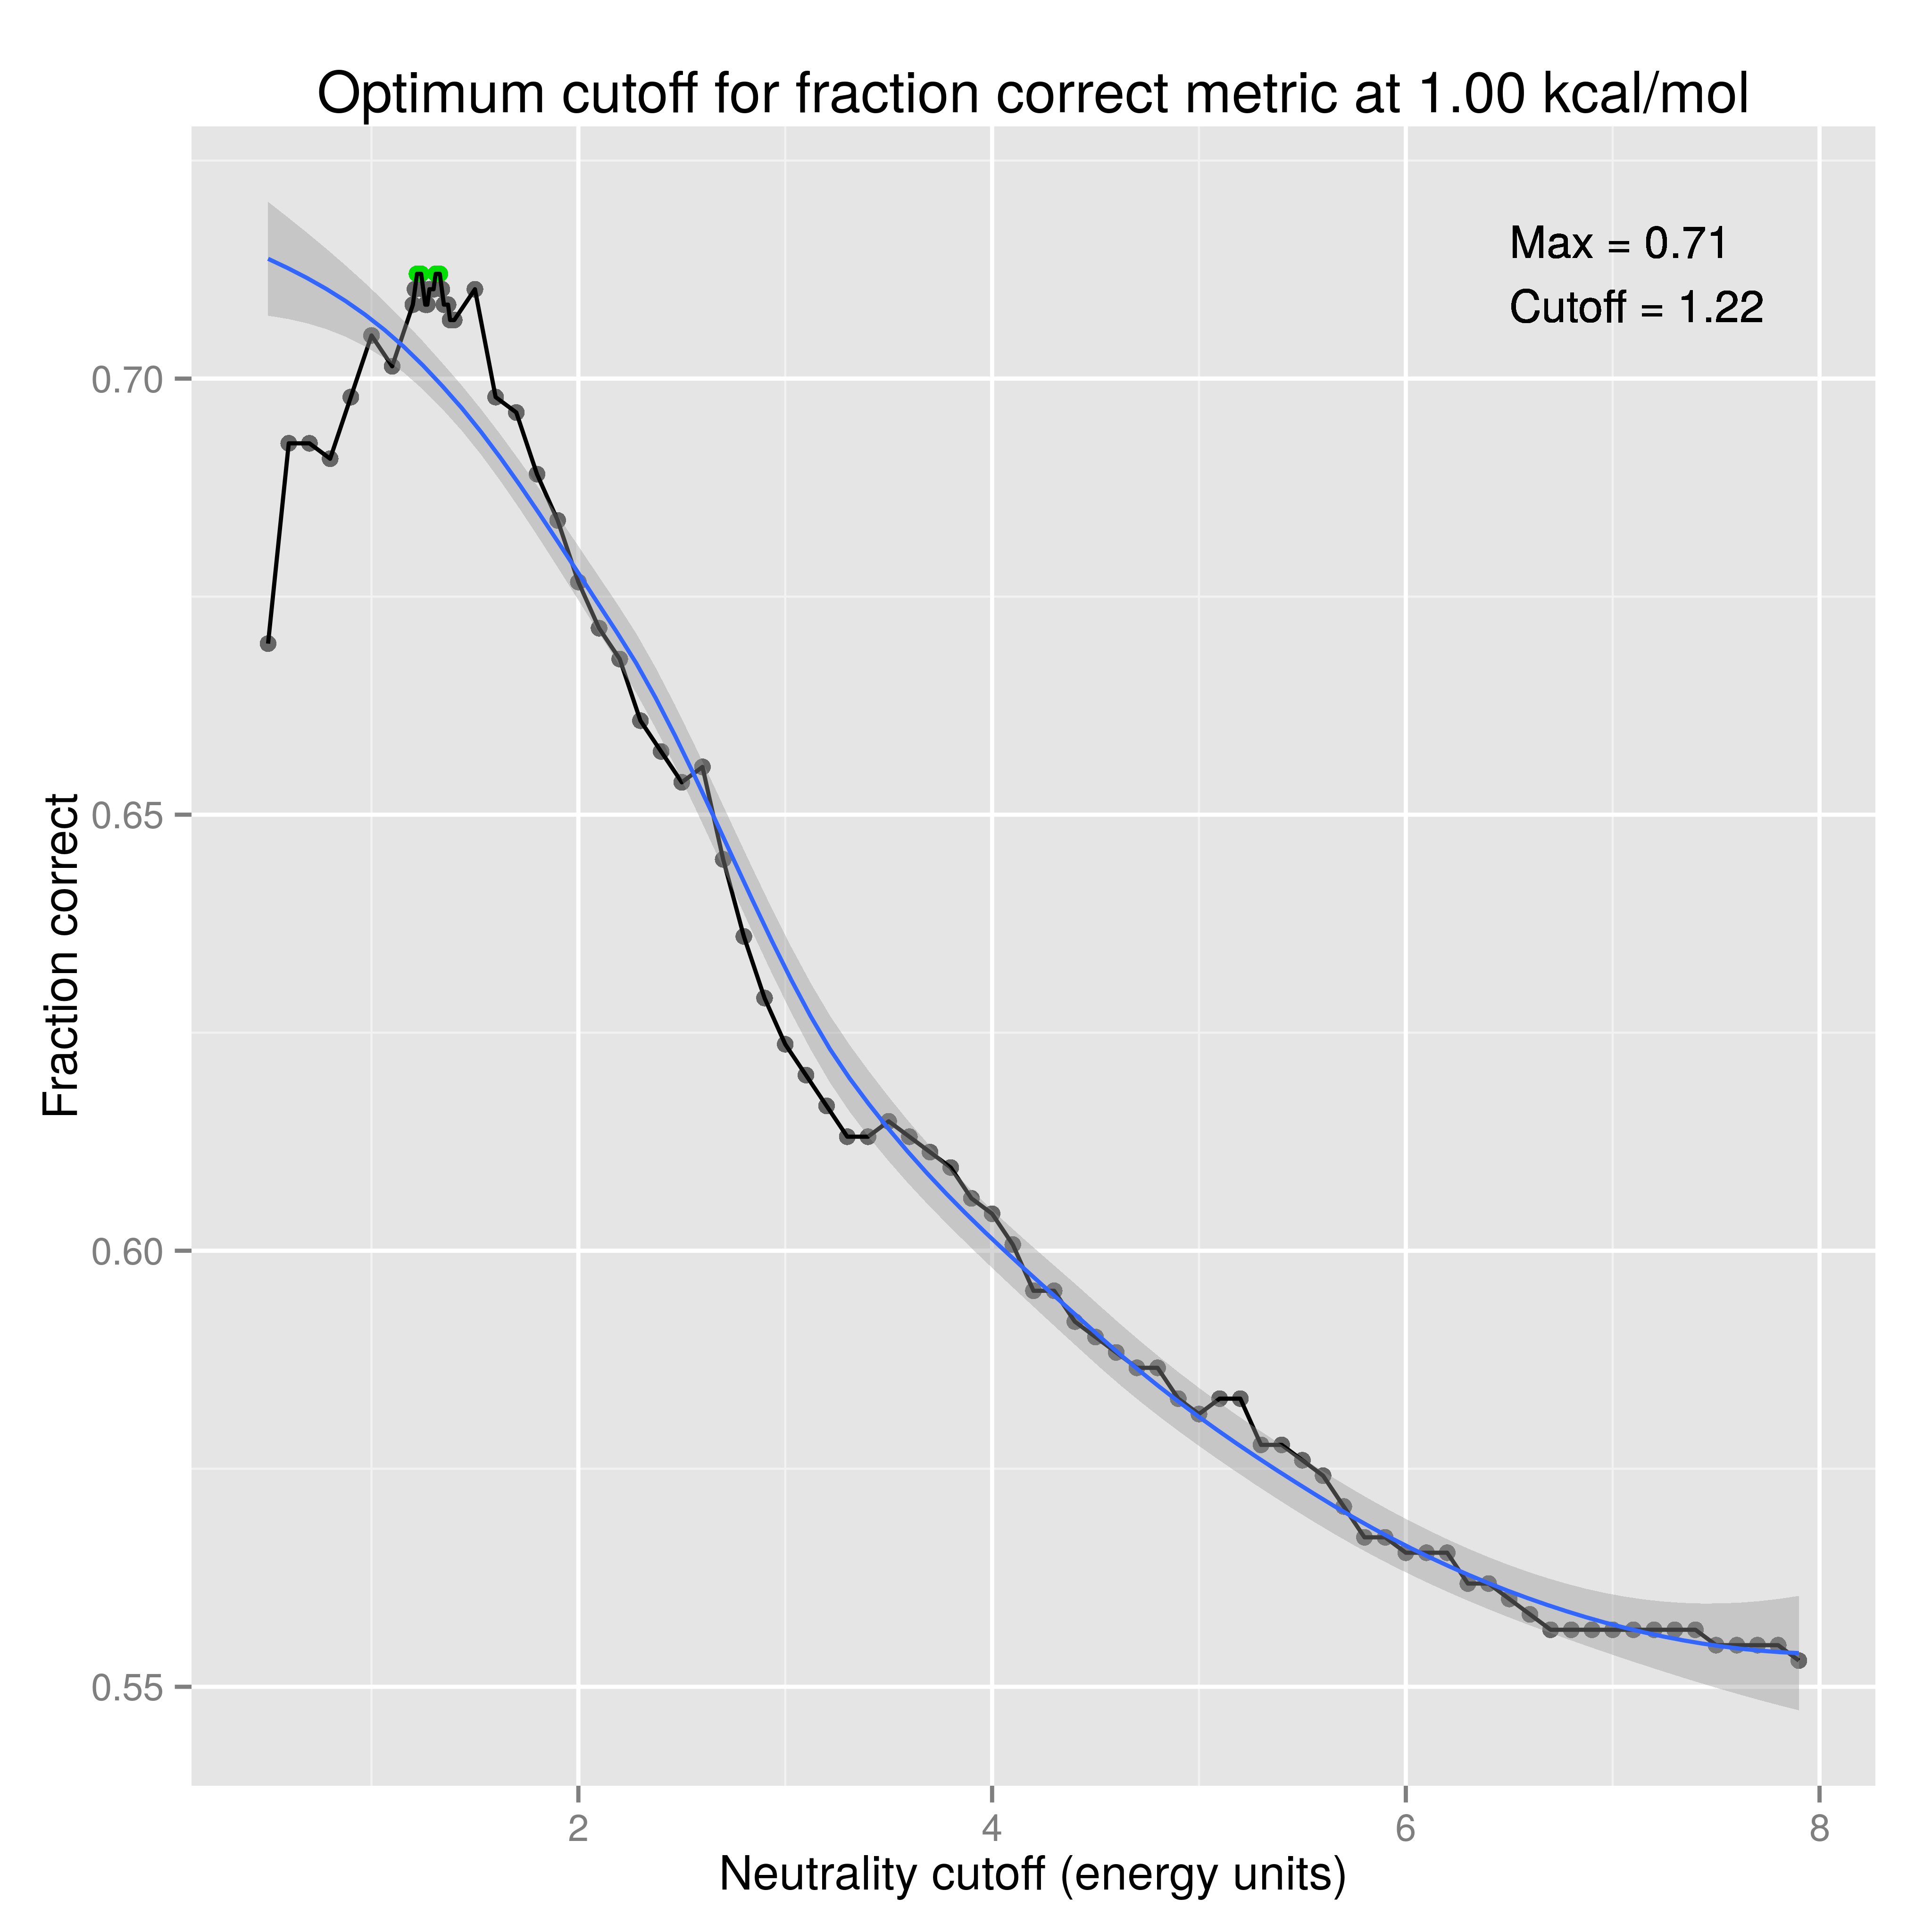 Optimum cutoff for fraction correct metric at 1.00 kcal/mol
Max = 0.71
Cutoff = 1.22
0.70
0.65
0.60
0.55
Fraction correct
2 4 6 8
Neutrality cutoff (energy units)